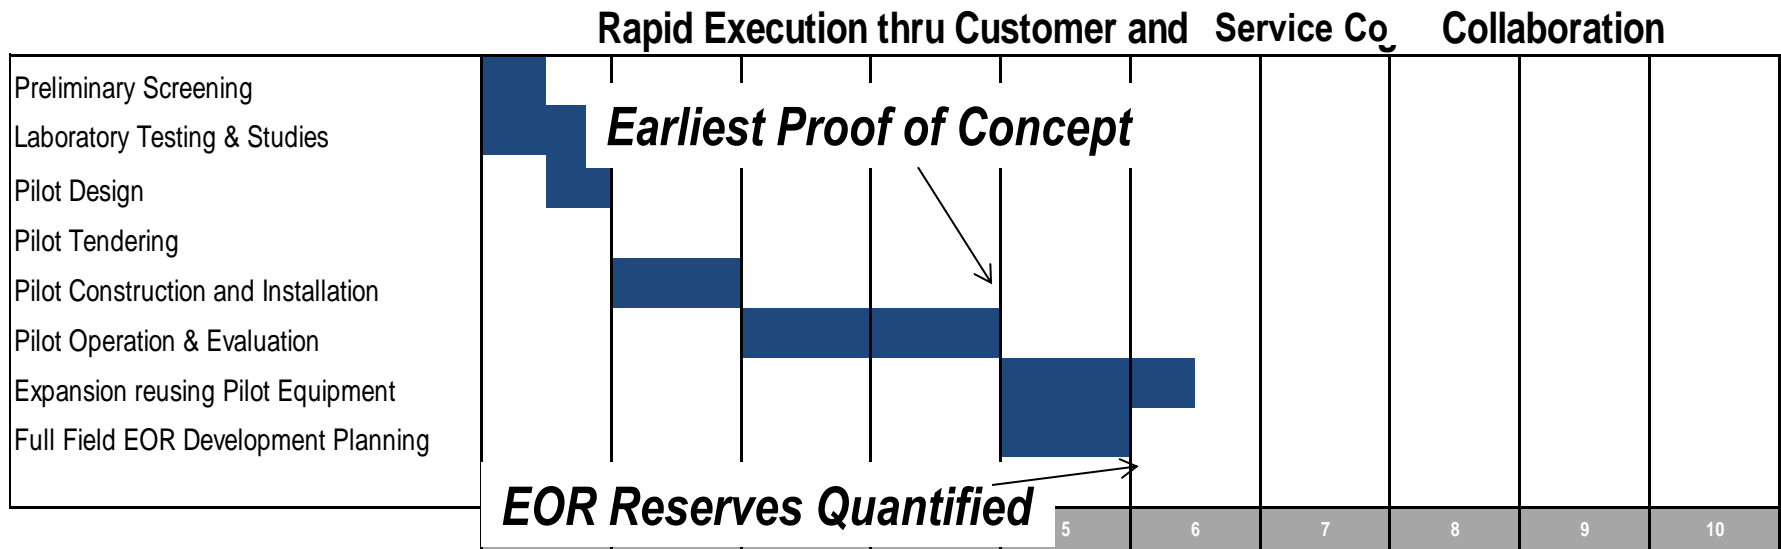 Rapid Execution thru Customer and Service Co Collaboration
Preliminary Screening
Earliest Proof of Concept
Laboratory Testing & Studies
Pilot Design
Pilot Tendering
Pilot Construction and Installation
Pilot Operation & Evaluation
Expansion reusing Pilot Equipment
Full Field EOR Development Planning
EOR Reserves Quantified
5 6 7 8 9 10